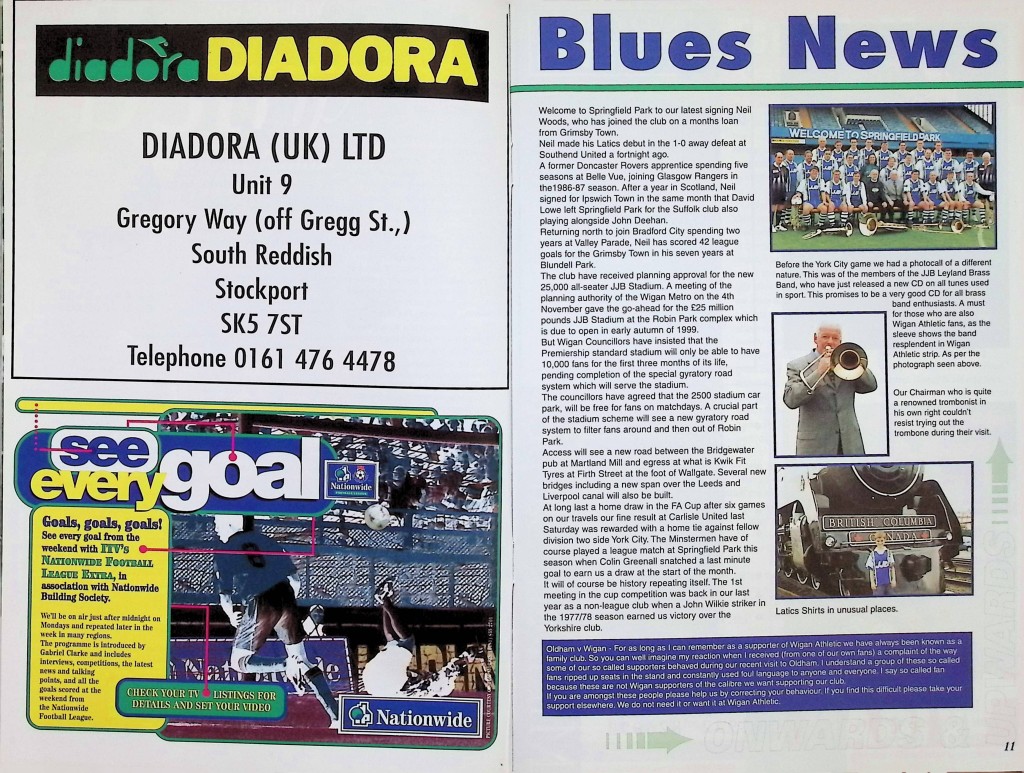 diadora DIADORA
DIADORA (UK) LTD
Unit 9
Gregory Way (off Gregg St.,)
South Reddish
Stockport
SK5 7ST
Telephone 0161 476 4478
see
every goal
Nationwide
Goals, goals, goals!
See every goal from the
weekend with ITV's
Nationwide Football
League Extra, in
association with Nationwide
Building Society.
We'll be on air just after midnight on
Mondays and repeated later in the
week in many regions.
The programme is introduced by
Gabriel Clarke and includes
interviews, competitions, the latest
news and talking
points, and all the
goals scored at the
weekend from
the Nationwide
Football League.
CHECK YOUR TV LISTINGS FOR
DETAILS AND SET YOUR VIDEO
Nationwide
Nationwide
Blues News
Welcome to Springfield Park to our latest signing Neil
Woods, who has joined the club on a months loan
from Grimsby Town.
Neil made his Latics debut in the 1-0 away defeat at
Southend United a fortnight ago.
A former Doncaster Rovers apprentice spending five
seasons at Belle Vue, joining Glasgow Rangers in
the1986-87 season. After a year in Scotland, Neil
signed for Ipswich Town in the same month that David
Lowe left Springfield Park for the Suffolk club also
playing alongside John Deehan.
Returning north to join Bradford City spending two
years at Valley Parade, Neil has scored 42 league
goals for the Grimsby Town in his seven years at
Blundell Park.
The club have received planning approval for the new
25,000 all-seater JJB Stadium. A meeting of the
planning authority of the Wigan Metro on the 4th
November gave the go-ahead for the £25 million
pounds JJB Stadium at the Robin Park complex which
is due to open in early autumn of 1999.
But Wigan Councillors have insisted that the
Premiership standard stadium will only be able to have
10,000 fans for the first three months of its life,
pending completion of the special gyratory road
system which will serve the stadium.
The councillors have agreed that the 2500 stadium car
park, will be free for fans on matchdays. A crucial part
of the stadium scheme will see a new gyratory road
system to filter fans around and then out of Robin
Park.
Access will see a new road between the Bridgewater
pub at Martland Mill and egress at what is Kwik Fit
Tyres at Firth Street at the foot of Wallgate. Several new
bridges including a new span over the Leeds and
Liverpool canal will also be built.
At long last a home draw in the FA Cup after six games
on our travels our fine result at Carlisle United last
Saturday was rewarded with a home tie against fellow
division two side York City. The Minstermen have of
course played a league match at Springfield Park this
season when Colin Greenall snatched a last minute
goal to earn us a draw at the start of the month.
It will of course be history repeating itself. The 1st
meeting in the cup competition was back in our last
year as a non-league club when a John Wilkie striker in
the 1977/78 season earned us victory over the
Yorkshire club.
WELCOME TO SPRINGFIELD PARK
Before the York City game we had a photocall of a different
nature. This was of the members of the JJB Leyland Brass
Band, who have just released a new CD on all tunes used
in sport. This promises to be a very good CD for all brass
band enthusiasts. A must
for those who are also
Wigan Athletic fans, as the
sleeve shows the band
resplendent in Wigan
Athletic strip. As per the
photograph seen above.
Our Chairman who is quite
a renowned trombonist in
his own right couldn't
resist trying out the
trombone during their visit.
BRITISH COLUMBIA
CANADA
Latics Shirts in unusual places.
Oldham v Wigan - For as long as I can remember as a supporter of Wigan Athletic we have always been known as a
family club. So you can well imagine my reaction when I received (from one of our own fans) a complaint of the way
some of our so called supporters behaved during our recent visit to Oldham, I understand a group of these so called
fans ripped up seats in the stand and constantly used foul language to anyone and everyone. I say so called fan
because these are not Wigan supporters of the calibre we want supporting our club.
If you are amongst these people please help us by correcting your behaviour. If you find this difficult please take your
support elsewhere. We do not need it or want it at Wigan Athletic.
ONWARDS &
11